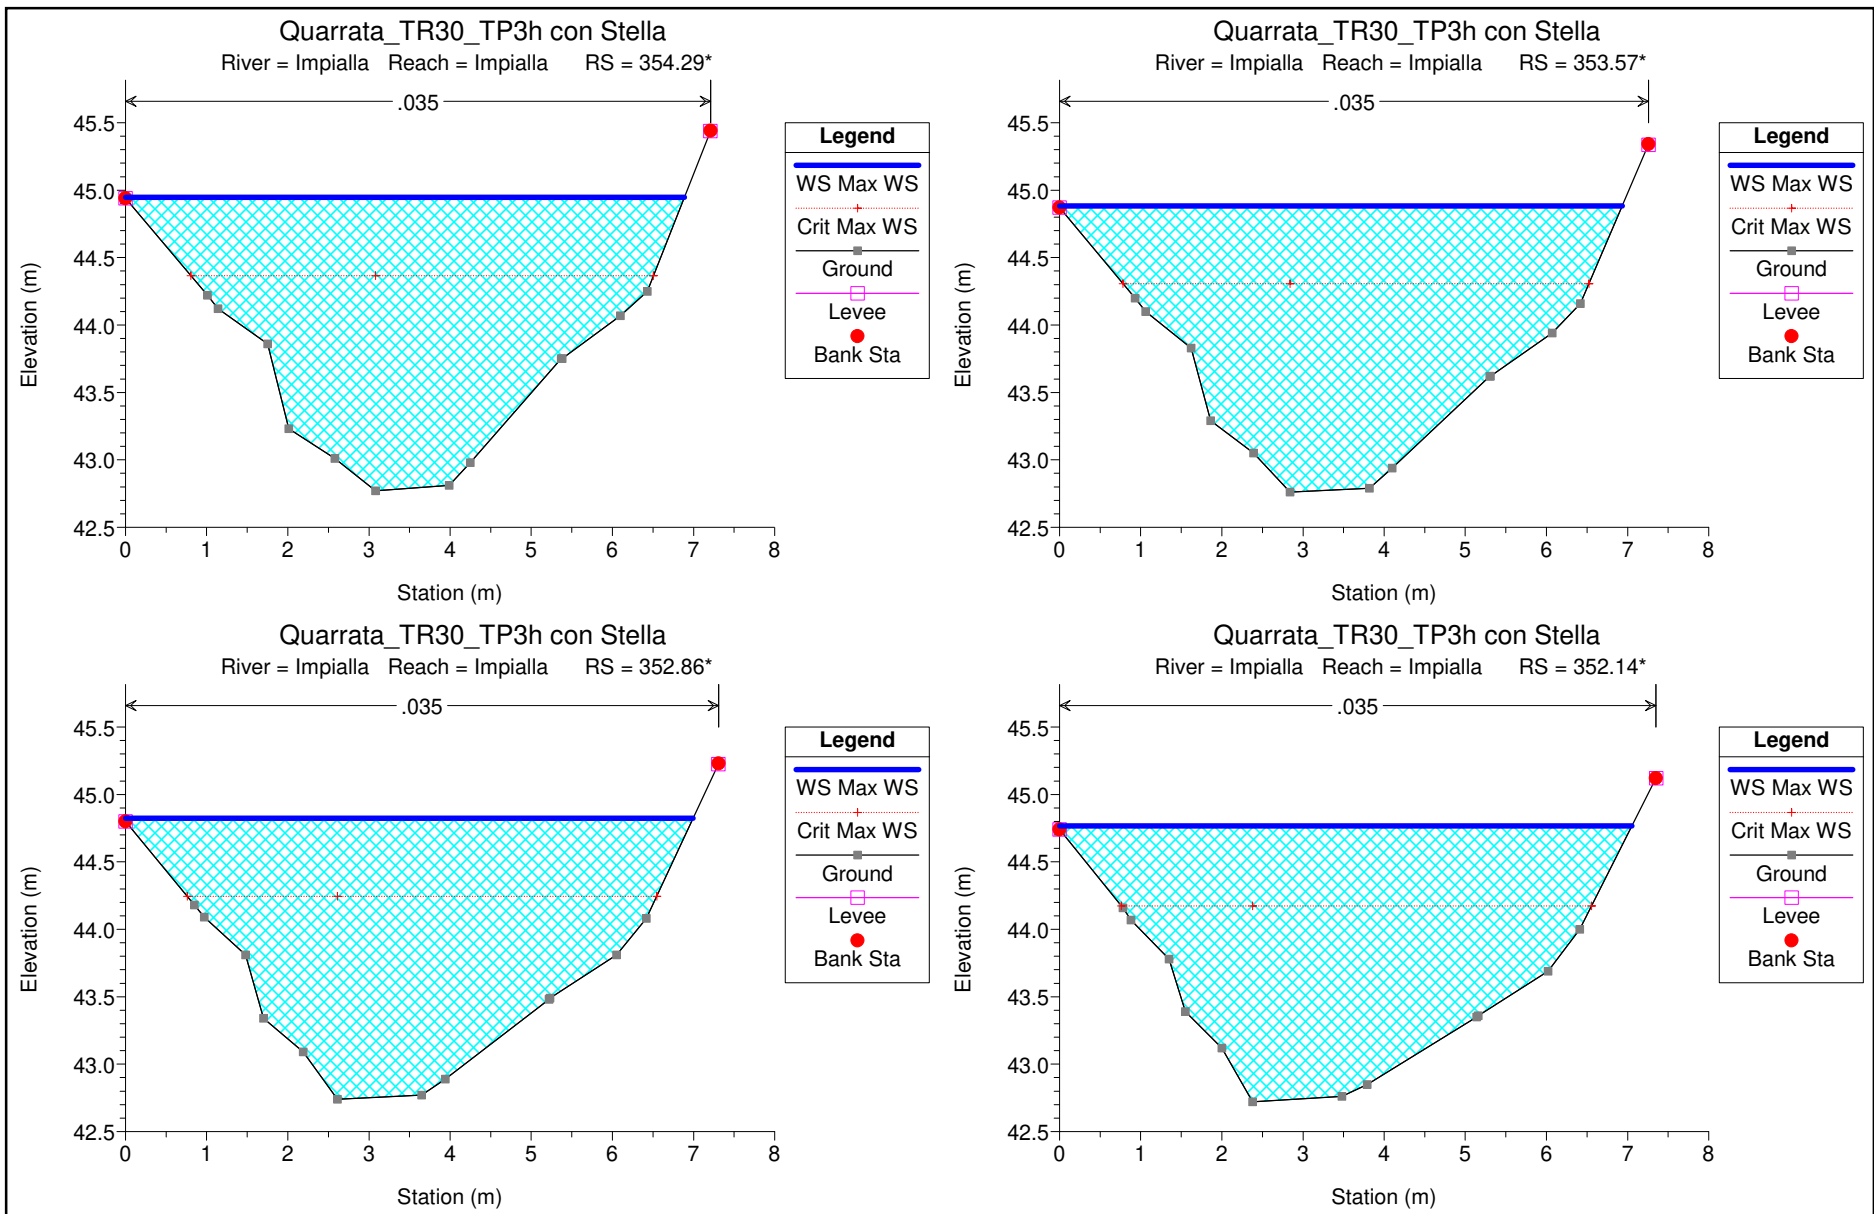 Quarrata_TR30_TP3h con Stella
River = Impialla Reach = Impialla RS = 354.29*
.035
45.5
45.0
44.5
44.0
43.5
43.0
42.5
0 1 2 3 4 5 6 7 8
Station (m)
Elevation (m)
Legend
WS Max WS
Crit Max WS
Ground
Levee
Bank Sta
Quarrata_TR30_TP3h con Stella
River = Impialla Reach = Impialla RS = 353.57*
.035
45.5
45.0
44.5
44.0
43.5
43.0
42.5
0 1 2 3 4 5 6 7 8
Station (m)
Elevation (m)
Legend
WS Max WS
Crit Max WS
Ground
Levee
Bank Sta
Quarrata_TR30_TP3h con Stella
River = Impialla Reach = Impialla RS = 352.86*
.035
45.5
45.0
44.5
44.0
43.5
43.0
42.5
0 1 2 3 4 5 6 7 8
Station (m)
Elevation (m)
Legend
WS Max WS
Crit Max WS
Ground
Levee
Bank Sta
Quarrata_TR30_TP3h con Stella
River = Impialla Reach = Impialla RS = 352.14*
.035
45.5
45.0
44.5
44.0
43.5
43.0
42.5
0 1 2 3 4 5 6 7 8
Station (m)
Elevation (m)
Legend
WS Max WS
Crit Max WS
Ground
Levee
Bank Sta